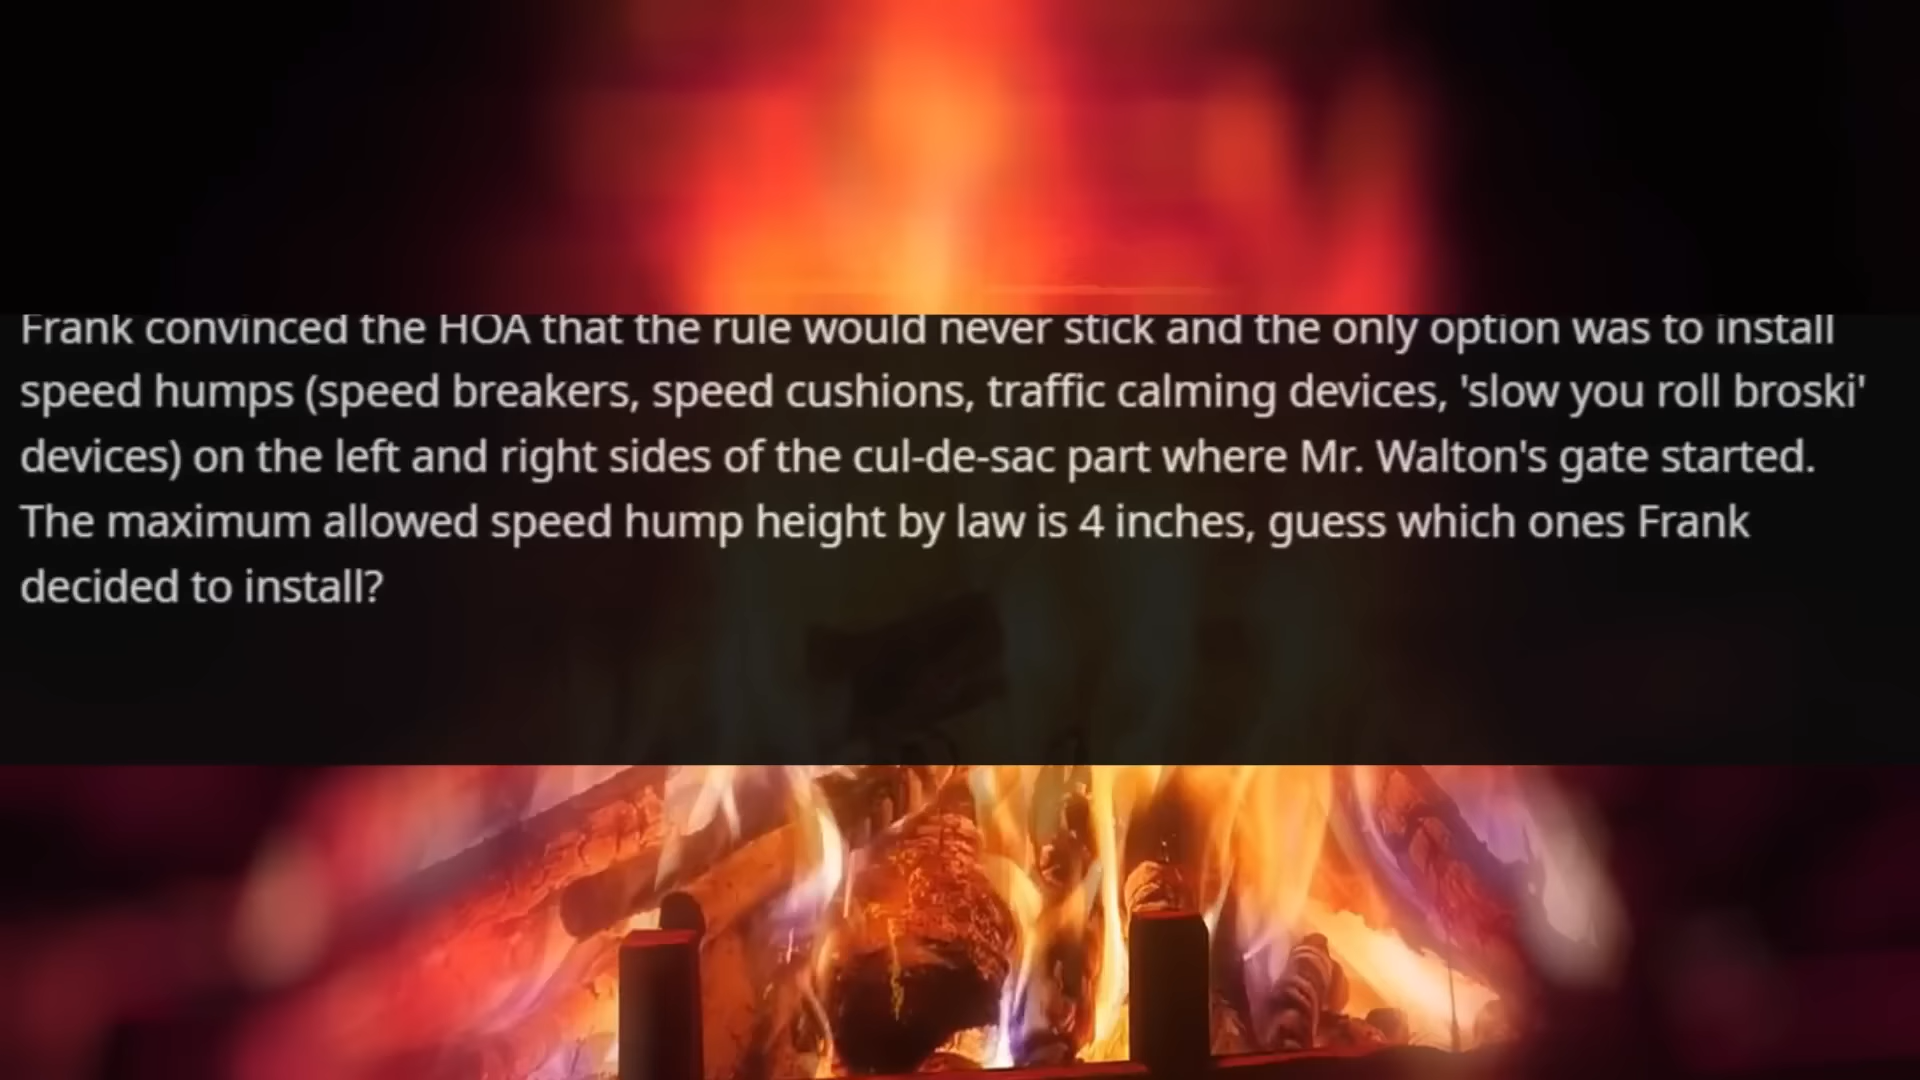 Frank convinced the HOA that the rule would never stick and the only option was to install
speed humps (speed breakers, speed cushions, traffic calming devices, 'slow you roll broski'
devices) on the left and right sides of the cul-de-sac part where Mr. Walton's gate started.
The maximum allowed speed hump height by law is 4 inches, guess which ones Frank
decided to install?